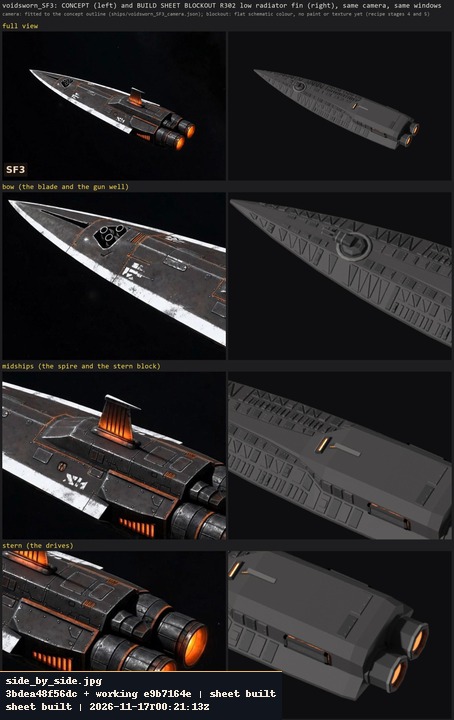 voidsworn_SF3: CONCEPT (left) and BUILD SHEET BLOCKOUT R302 low radiator fin (right), same camera, same windows
camera: fitted to the concept outline (ships/voidsworn_SF3_camera.json); blockout: flat schematic colour, no paint or texture yet (recipe stages 4 and 5)
full view
SF3
bow (the blade and the gun well)
midships (the spire and the stern block)
stern (the drives)
side_by_side.jpg
3bdea48f56dc + working e9b7164e | sheet built
sheet built | 2026-11-17T00:21:13Z